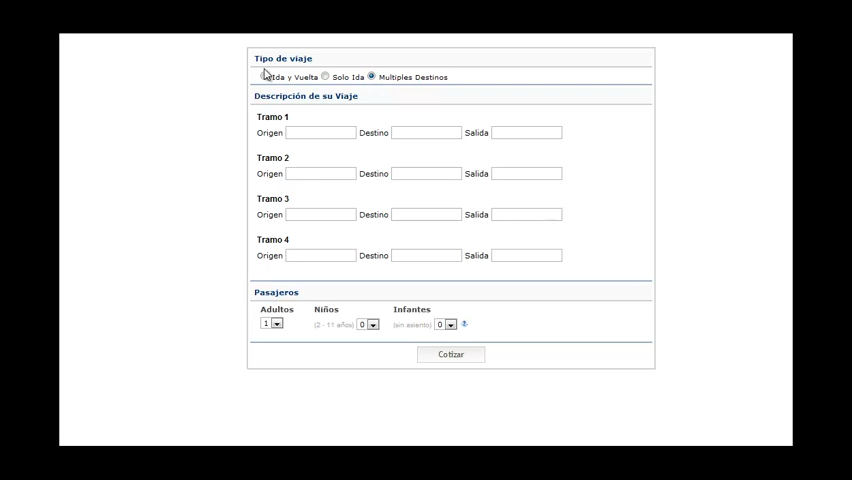 Tipo de viaje
Ida y Vuelta Solo Ida Multiples Destinos
Descripción de su Viaje
Tramo 1
Origen Destino Salida
Tramo 2
Origen Destino Salida
Tramo 3
Origen Destino Salida
Tramo 4
Origen Destino Salida
Pasajeros
Adultos Niños Infantes
1 (2 - 11 años) 0 (sin asiento) 0 ?
Cotizar